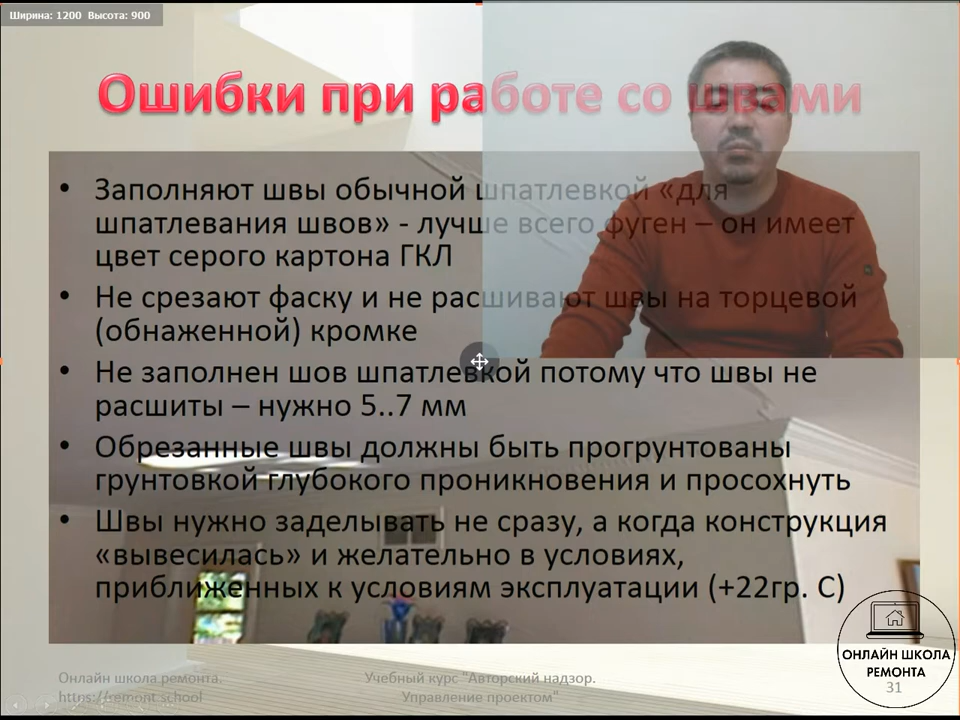 Ширина: 1200 Высота: 900
Ошибки при работе со швами
• Заполняют швы обычной шпатлевкой «для
шпатлевания швов» - лучше всего фуген – он имеет
цвет серого картона ГКЛ
• Не срезают фаску и не расшивают швы на торцевой
(обнаженной) кромке
• Не заполнен шов шпатлевкой потому что швы не
расшиты – нужно 5..7 мм
• Обрезанные швы должны быть прогрунтованы
грунтовкой глубокого проникновения и просохнуть
• Швы нужно заделывать не сразу, а когда конструкция
«вывесилась» и желательно в условиях,
приближенных к условиям эксплуатации (+22гр. С)
ОНЛАЙН ШКОЛА
РЕМОНТА
Онлайн школа ремонта.
https://remont.school
Учебный курс "Авторский надзор.
Управление проектом"
31